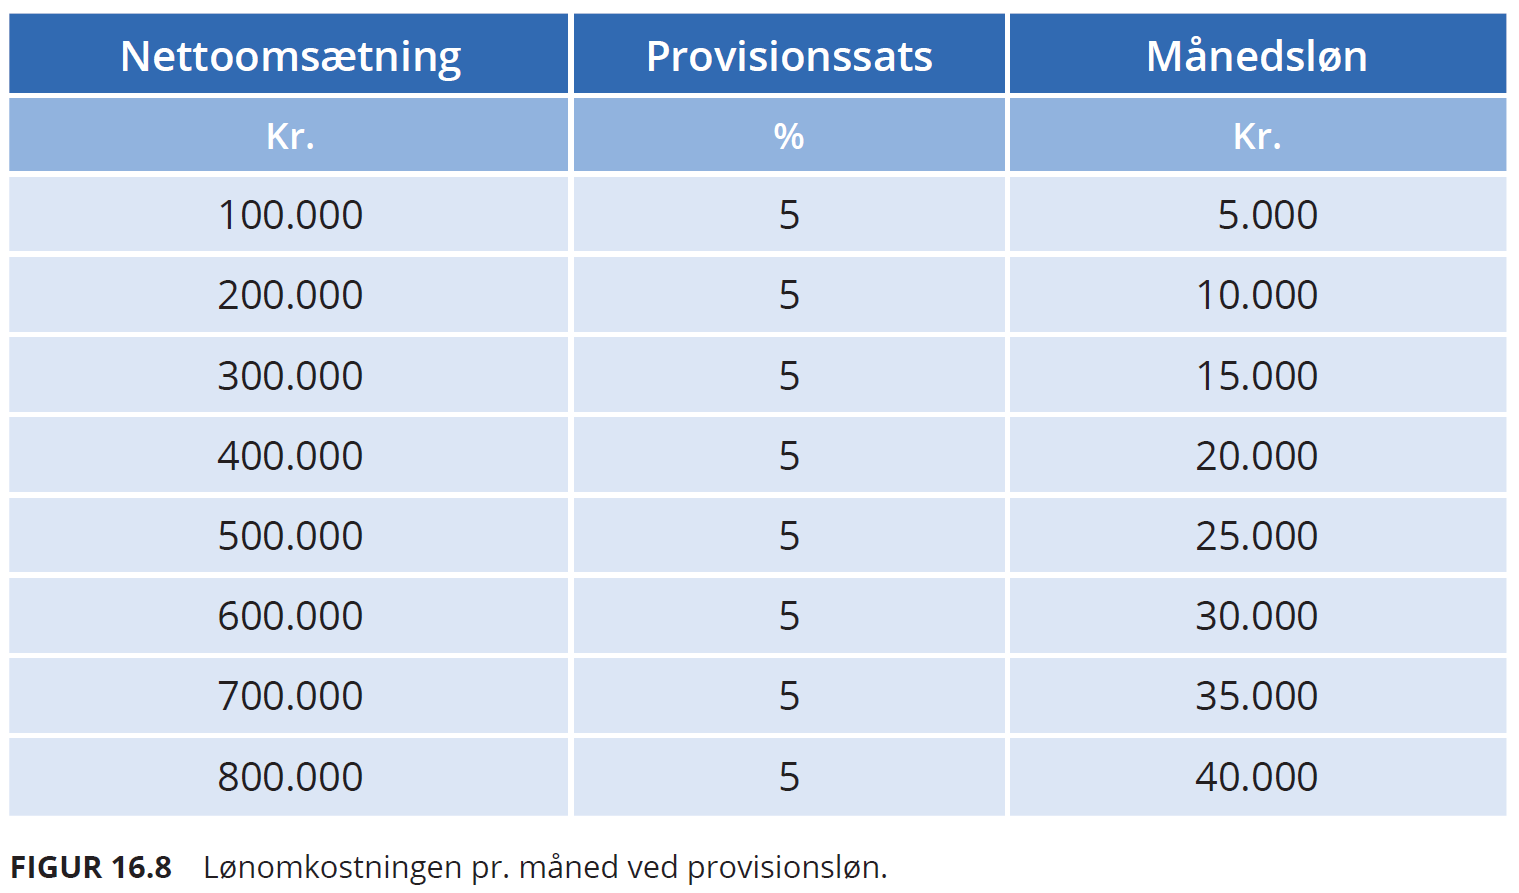 Nettoomsætning Provisionssats Månedsløn
Kr. % Kr.
100.000 5 5.000
200.000 5 10.000
300.000 5 15.000
400.000 5 20.000
500.000 5 25.000
600.000 5 30.000
700.000 5 35.000
800.000 5 40.000
FIGUR 16.8 Lønomkostningen pr. måned ved provisionsløn.